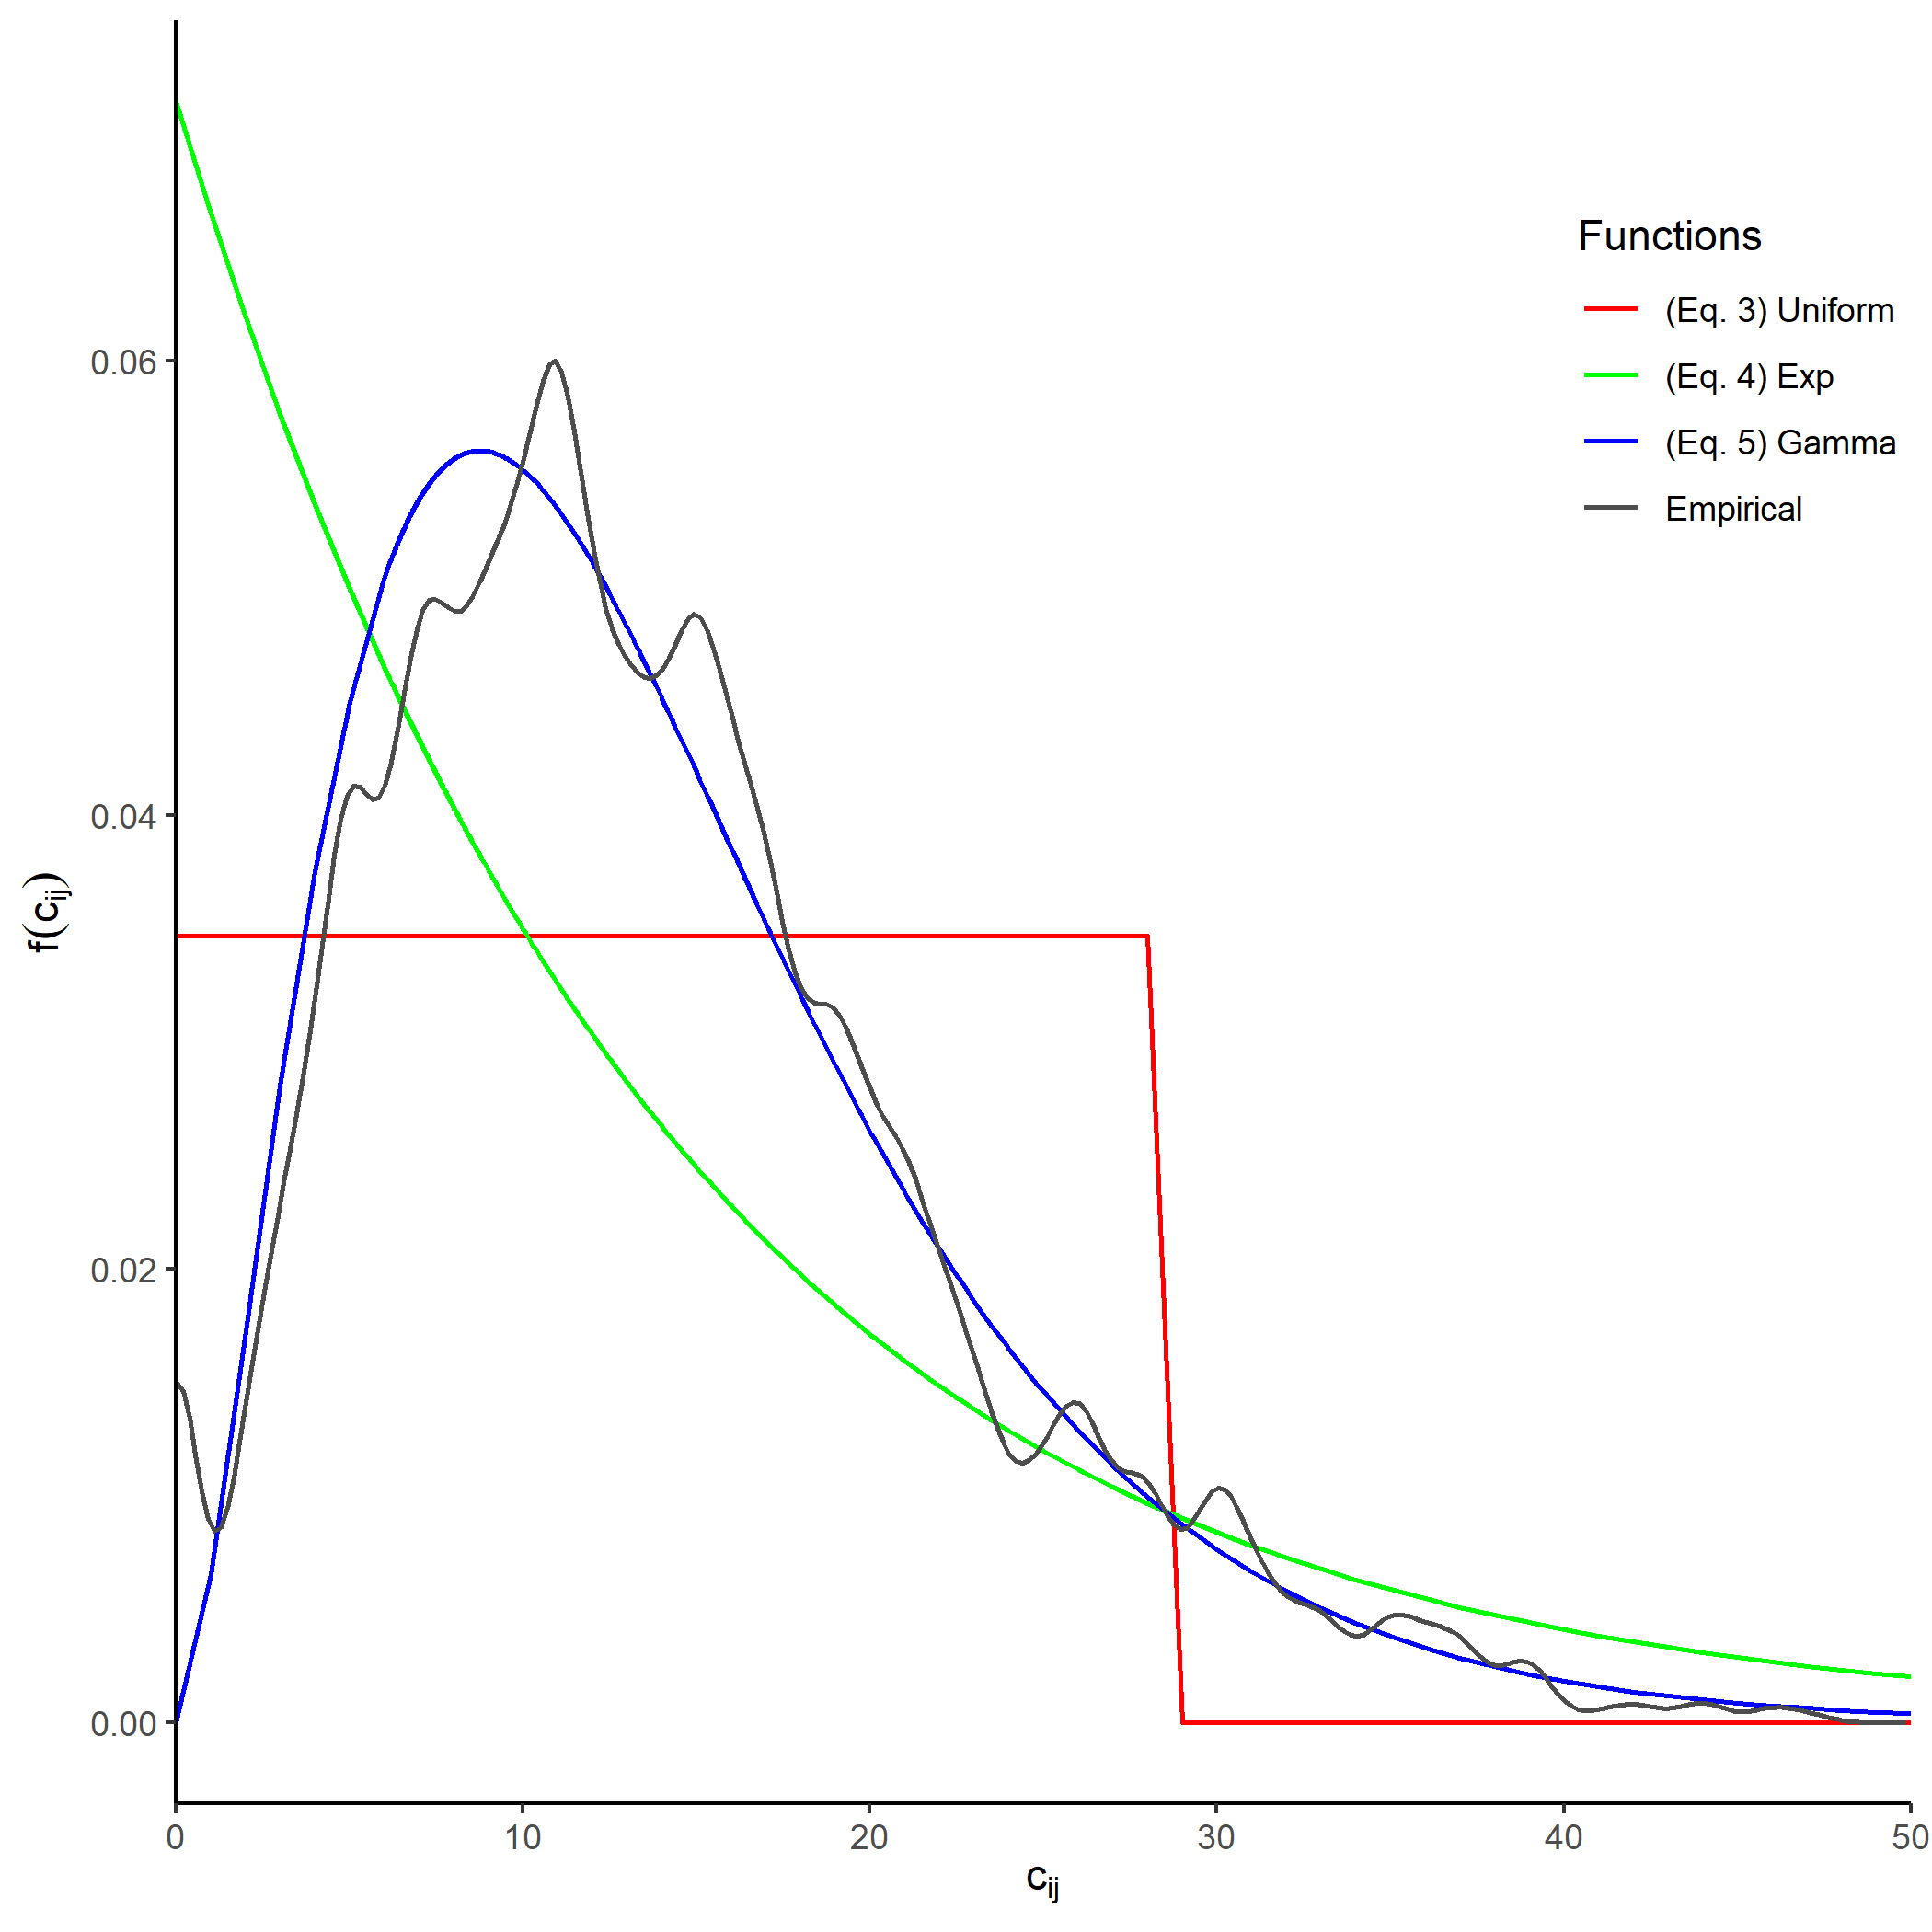 Functions
(Eq. 3) Uniform
(Eq. 4) Exp
(Eq. 5) Gamma
Empirical
0.06
0.04
0.02
0.00
f(cij)
0 10 20 30 40 50
cij